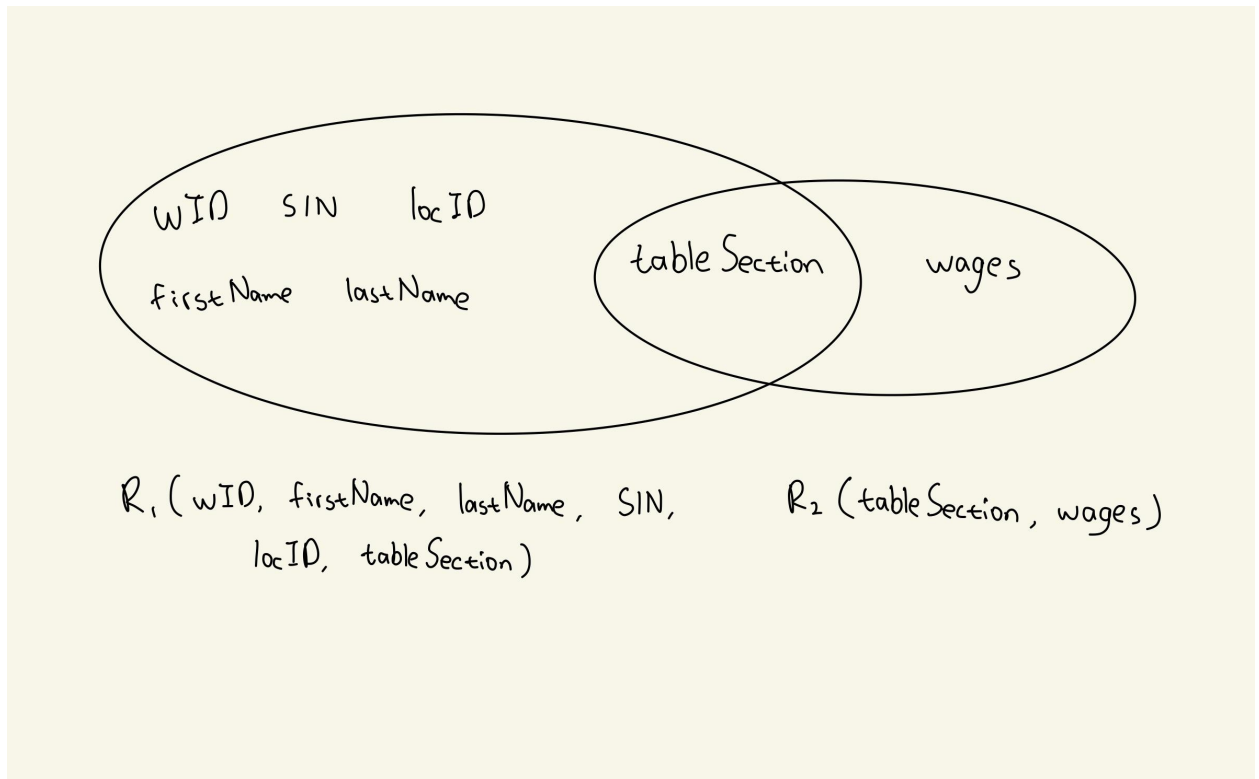 WID SIN locID
firstName lastName
tableSection wages
R₁ (wID, firstName, lastName, SIN,
locID, tableSection)
R₂ (tableSection, wages)